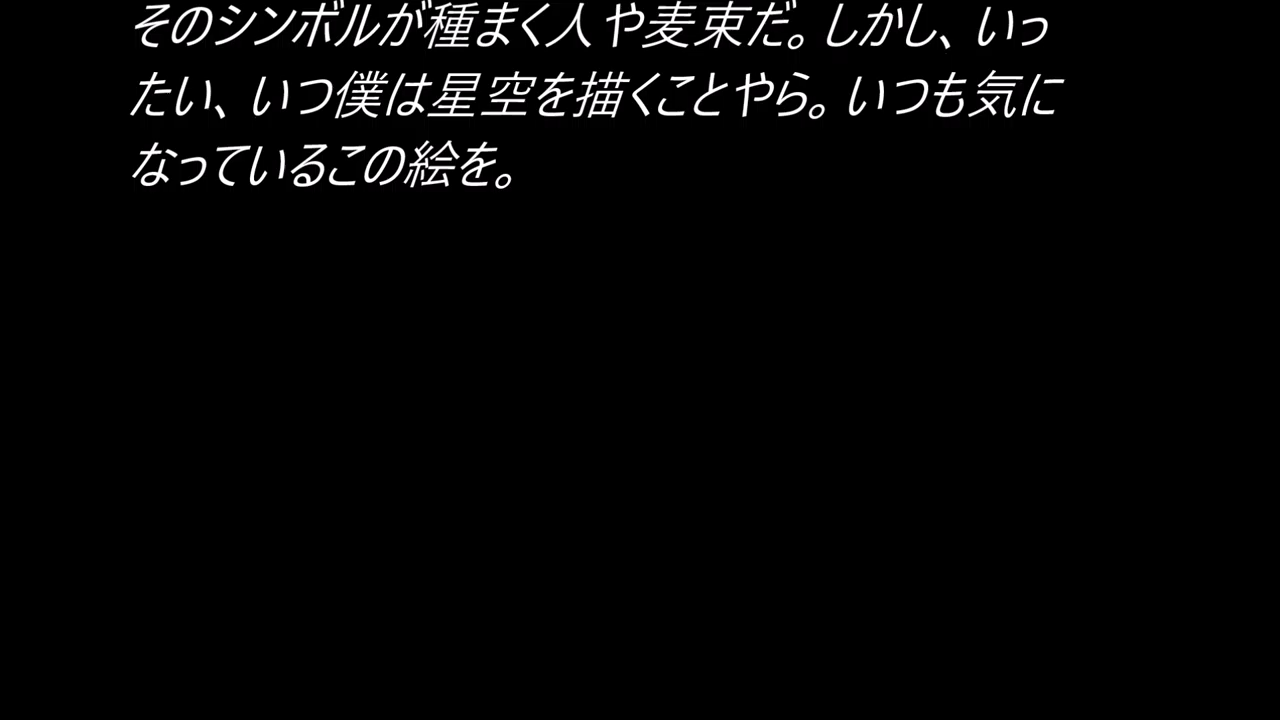 そのシンボルが種まく人や麦束だ。しかし、いっ
たい、いつ僕は星空を描くことやら。いつも気に
なっているこの絵を。